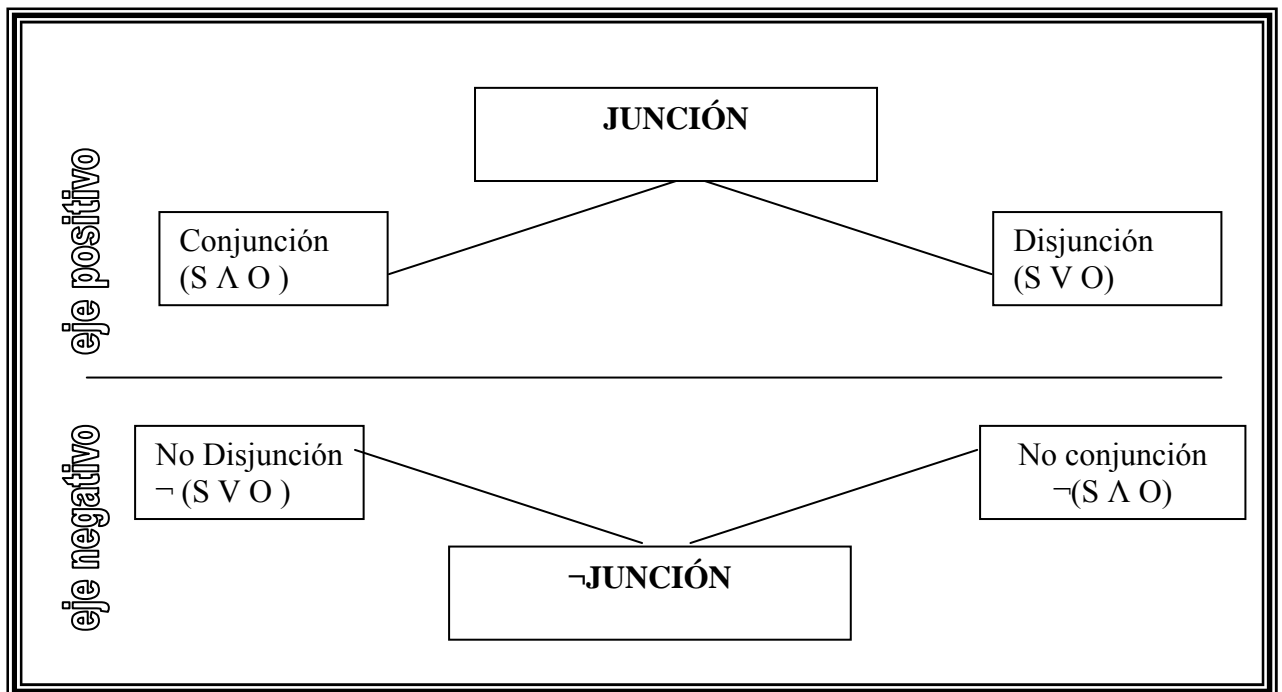 JUNCIÓN
eje positivo
Conjunción
(S Λ O )
Disjunción
(S V O)
eje negativo
No Disjunción
¬ (S V O )
No conjunción
¬(S Λ O)
¬JUNCIÓN